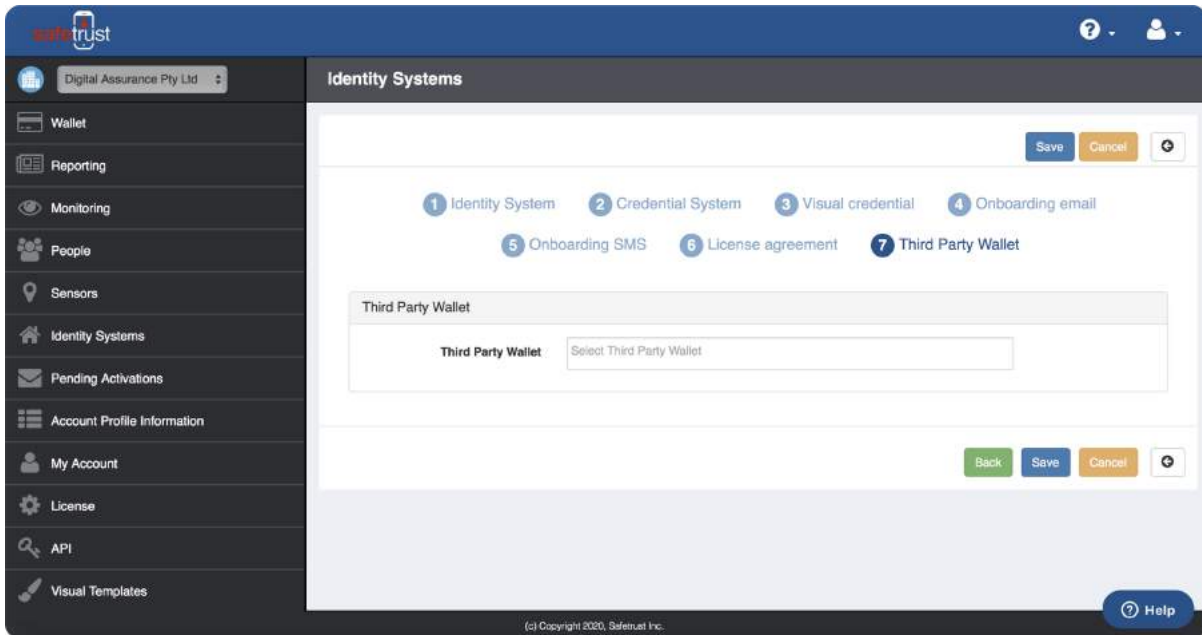 safetrust
Digital Assurance Pty Ltd
Identity Systems
Wallet
Reporting
Monitoring
People
Sensors
Identity Systems
Pending Activations
Account Profile Information
My Account
License
API
Visual Templates
Save Cancel
1 Identity System 2 Credential System 3 Visual credential 4 Onboarding email
5 Onboarding SMS 6 License agreement 7 Third Party Wallet
Third Party Wallet
Third Party Wallet Select Third Party Wallet
Back Save Cancel
? Help
(c) Copyright 2020, Safetrust Inc.